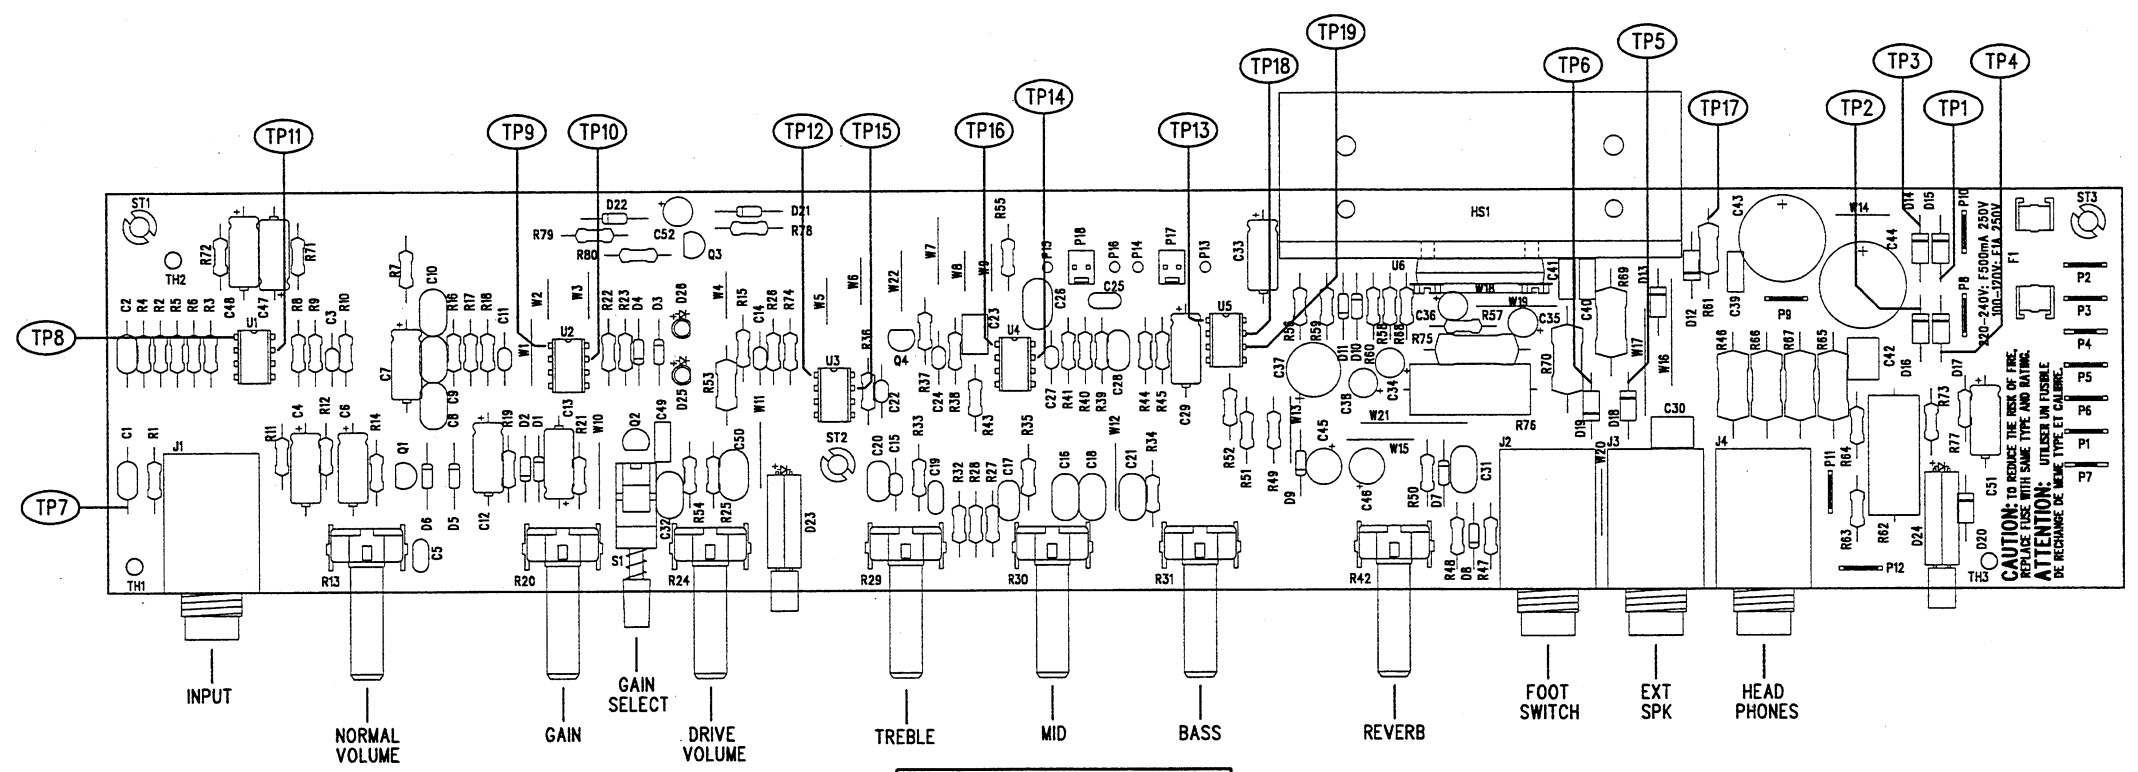 TP19
TP5
TP18
TP6
TP3
TP4
TP14
TP17
TP2
TP1
TP11
TP9
TP10
TP12
TP15
TP16
TP13
TP8
TP7
ST1
TH2
R72
C48
C47
R71
C2
R4
R2
R5
R6
R3
U1
R8
R9
C3
R10
R7
C10
R16
R17
R18
C11
C7
C9
C8
W1
W2
W3
U2
D22
R79
R80
C52
Q3
D21
R78
R22
R23
D4
D3
D26
D25
W4
R15
C14
R26
R74
R53
W11
W5
W6
W22
W7
W8
W9
R55
U3
R36
C22
Q4
R37
C24
R38
C23
R43
U4
P15
P18
P16
P14
P17
P13
C26
C25
C27
R41
R40
R39
C28
R44
R45
C29
C33
U5
HS1
U6
R56
R59
D11
D10
R60
R58
R68
C36
W18
W19
R57
C35
R75
C37
C38
C34
R76
C41
C40
R69
R70
D13
W17
W16
D19
D18
C30
D12
R61
C39
C43
P9
R46
R66
R67
R65
W14
C44
C42
D14
D15
D16
D17
P10
P8
220-240V: F500mA 250V
100-120V: F1A 250V
F1
ST3
P2
P3
P4
P5
P6
P1
P7
C1
R1
J1
R11
C4
R12
C6
R14
Q1
D6
D5
C12
R19
D2
D1
C13
R21
W10
Q2
C49
C32
R54
R25
C50
D23
ST2
C20
C15
R33
C19
R32
R28
R27
C17
R35
C16
C18
W12
C21
R34
R52
R51
R49
W13
D9
C45
C46
W21
W15
R50
D7
C31
R48
D8
R47
J2
W20
J3
J4
P11
R64
R63
R62
R73
R77
C51
D24
D20
P12
TH3
TH1
R13
C5
R20
S1
R24
R29
R30
R31
R42
CAUTION: TO REDUCE THE RISK OF FIRE,
REPLACE FUSE WITH SAME TYPE AND RATING.
ATTENTION: UTILISER UN FUSIBLE
DE RECHANGE DE MEME TYPE ET CALIBRE.
INPUT
NORMAL
VOLUME
GAIN
GAIN
SELECT
DRIVE
VOLUME
TREBLE
MID
BASS
REVERB
FOOT
SWITCH
EXT
SPK
HEAD
PHONES